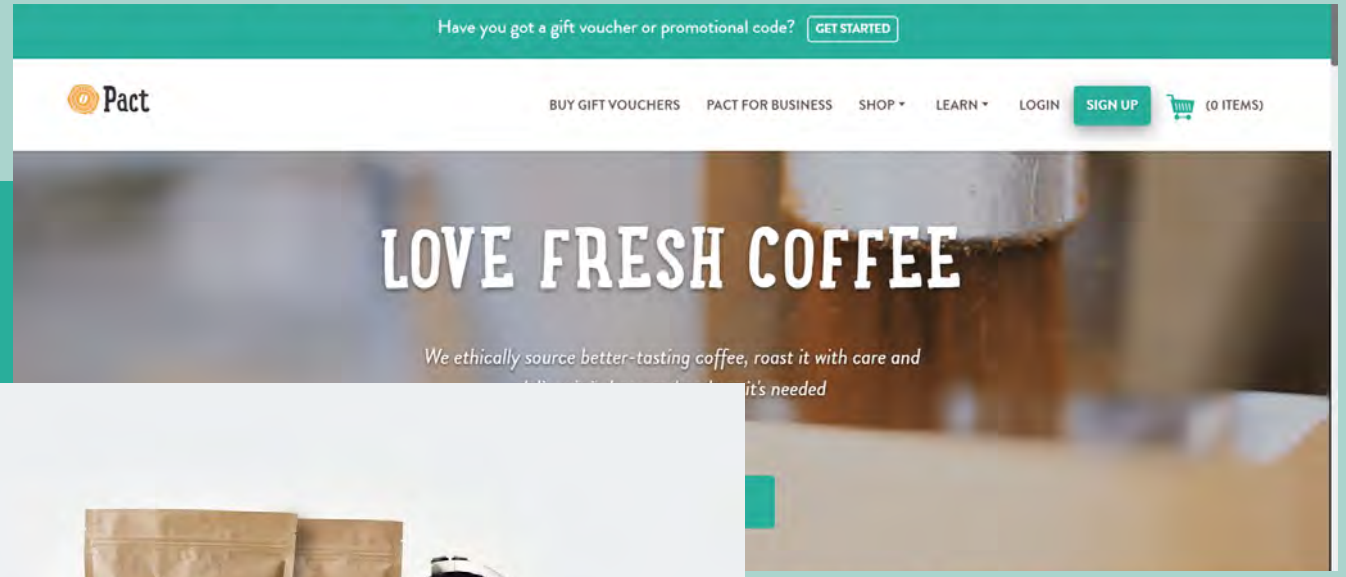 Have you got a gift voucher or promotional code? GET STARTED
Pact BUY GIFT VOUCHERS PACT FOR BUSINESS SHOP LEARN LOGIN SIGN UP (0 ITEMS)
LOVE FRESH COFFEE
We ethically source better-tasting coffee, roast it with care and
it's needed